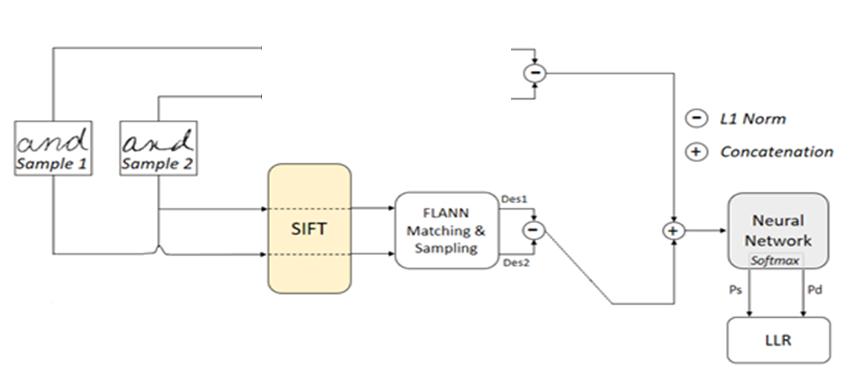 and
Sample 1
and
Sample 2
SIFT
FLANN
Matching &
Sampling
Des1
Des2
−
−
+
− L1 Norm
+ Concatenation
Neural
Network
Softmax
Ps
Pd
LLR